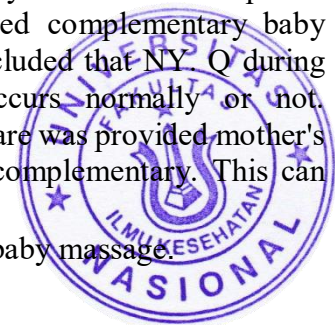 ed complementary baby
cluded that NY. Q during
ccurs normally or not.
are was provided mother's
complementary. This can
baby massage.
UNIVERSITAS
FAKULTAS
ILMU KESEHATAN
NASIONAL